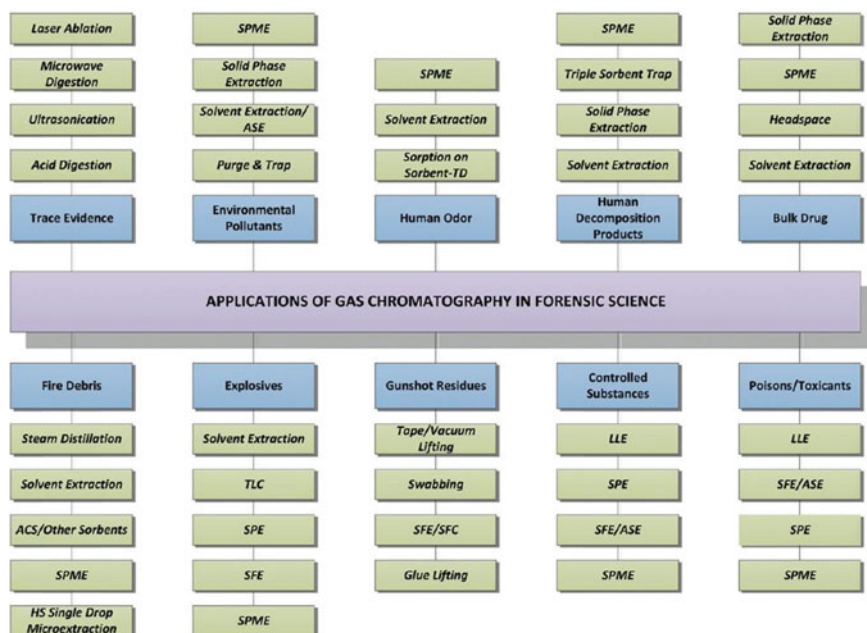 Laser Ablation
Microwave
Digestion
Ultrasonication
Acid Digestion
Trace Evidence
SPME
Solid Phase
Extraction
Solvent Extraction/
ASE
Purge & Trap
Environmental
Pollutants
SPME
Solvent Extraction
Sorption on
Sorbent-TD
Human Odor
SPME
Triple Sorbent Trap
Solid Phase
Extraction
Solvent Extraction
Human
Decomposition
Products
Solid Phase
Extraction
SPME
Headspace
Solvent Extraction
Bulk Drug
APPLICATIONS OF GAS CHROMATOGRAPHY IN FORENSIC SCIENCE
Fire Debris
Steam Distillation
Solvent Extraction
ACS/Other Sorbents
SPME
HS Single Drop
Microextraction
Explosives
Solvent Extraction
TLC
SPE
SFE
SPME
Gunshot Residues
Tape/Vacuum
Lifting
Swabbing
SFE/SFC
Glue Lifting
Controlled
Substances
LLE
SPE
SFE/ASE
SPME
Poisons/Toxicants
LLE
SFE/ASE
SPE
SPME